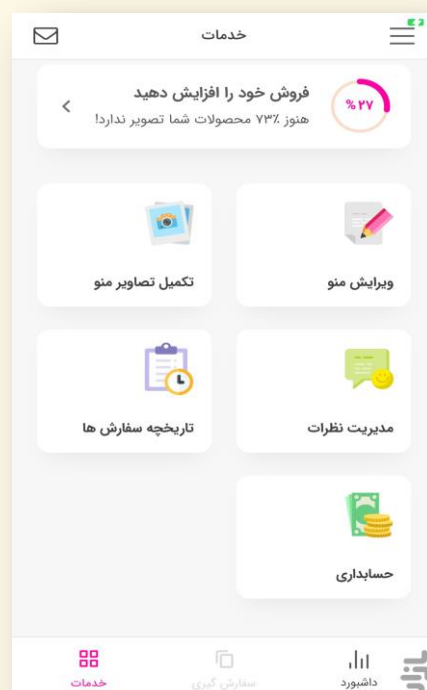 خدمات
فروش خود را افزایش دهید
%۲۷
هنوز ۷۳٪ محصولات شما تصویر ندارد!
ویرایش منو
تکمیل تصاویر منو
مدیریت نظرات
تاریخچه سفارش ها
حسابداری
داشبورد
سفارش گیری
خدمات